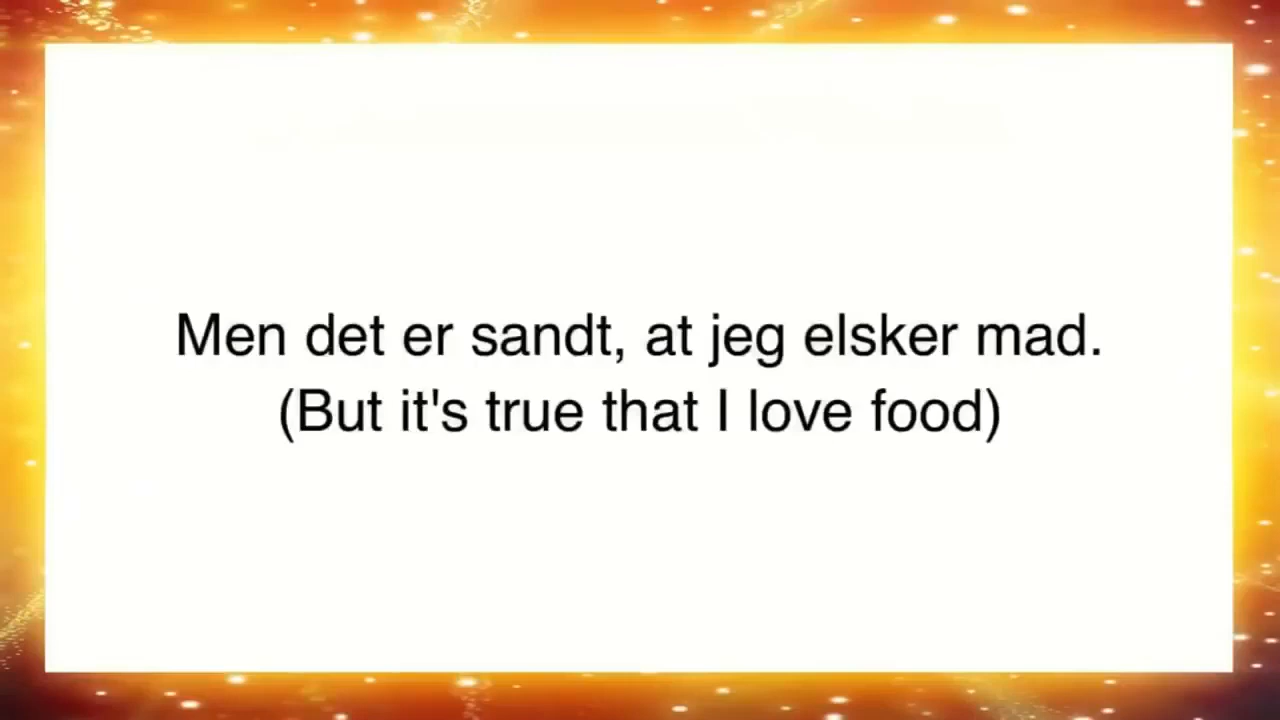 Men det er sandt, at jeg elsker mad.
(But it's true that I love food)